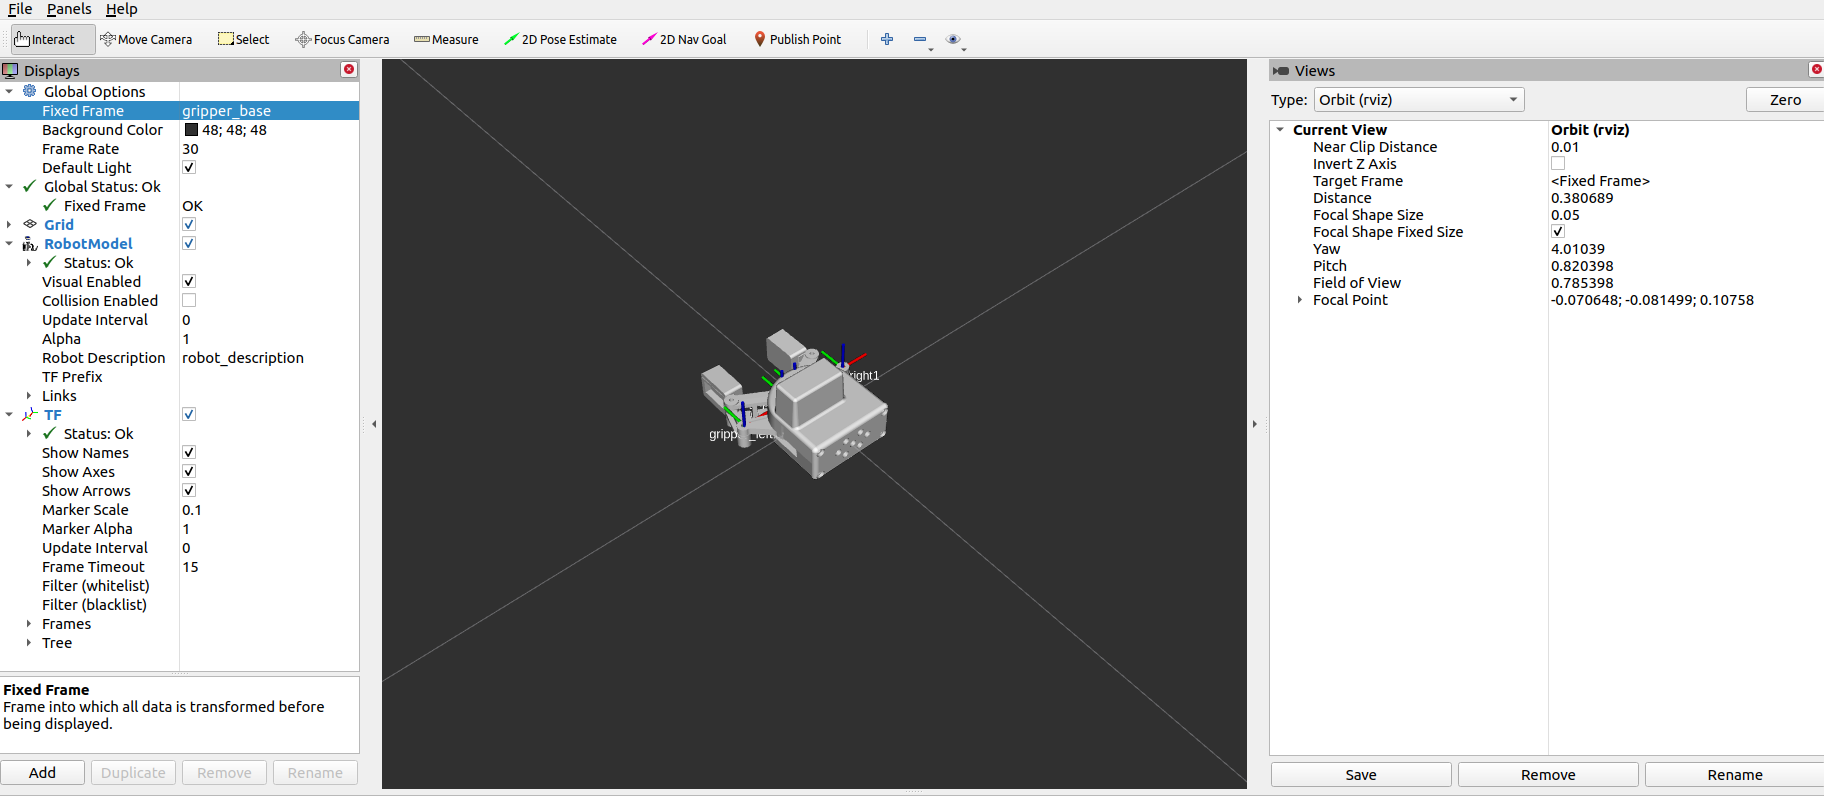 File Panels Help
Interact Move Camera Select Focus Camera Measure 2D Pose Estimate 2D Nav Goal Publish Point
Displays
Global Options
Fixed Frame gripper_base
Background Color 48; 48; 48
Frame Rate 30
Default Light
Global Status: Ok
Fixed Frame OK
Grid
RobotModel
Status: Ok
Visual Enabled
Collision Enabled
Update Interval 0
Alpha 1
Robot Description robot_description
TF Prefix
Links
TF
Status: Ok
Show Names
Show Axes
Show Arrows
Marker Scale 0.1
Marker Alpha 1
Update Interval 0
Frame Timeout 15
Filter (whitelist)
Filter (blacklist)
Frames
Tree
Fixed Frame
Frame into which all data is transformed before
being displayed.
Add Duplicate Remove Rename
right1
Views
Type: Orbit (rviz) Zero
Current View Orbit (rviz)
Near Clip Distance 0.01
Invert Z Axis
Target Frame <Fixed Frame>
Distance 0.380689
Focal Shape Size 0.05
Focal Shape Fixed Size
Yaw 4.01039
Pitch 0.820398
Field of View 0.785398
Focal Point -0.070648; -0.081499; 0.10758
Save Remove Rename